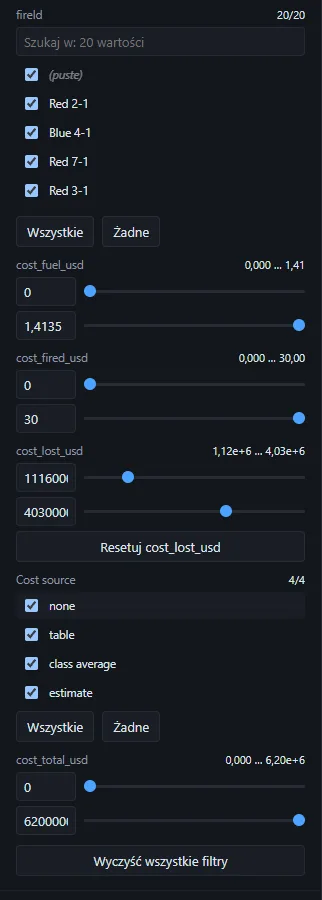 fireId 20/20
Szukaj w: 20 wartości
(puste)
Red 2-1
Blue 4-1
Red 7-1
Red 3-1
Wszystkie Żadne
cost_fuel_usd 0,000 ... 1,41
0
1,4135
cost_fired_usd 0,000 ... 30,00
0
30
cost_lost_usd 1,12e+6 ... 4,03e+6
1116000
4030000
Resetuj cost_lost_usd
Cost source 4/4
none
table
class average
estimate
Wszystkie Żadne
cost_total_usd 0,000 ... 6,20e+6
0
6200000
Wyczyść wszystkie filtry